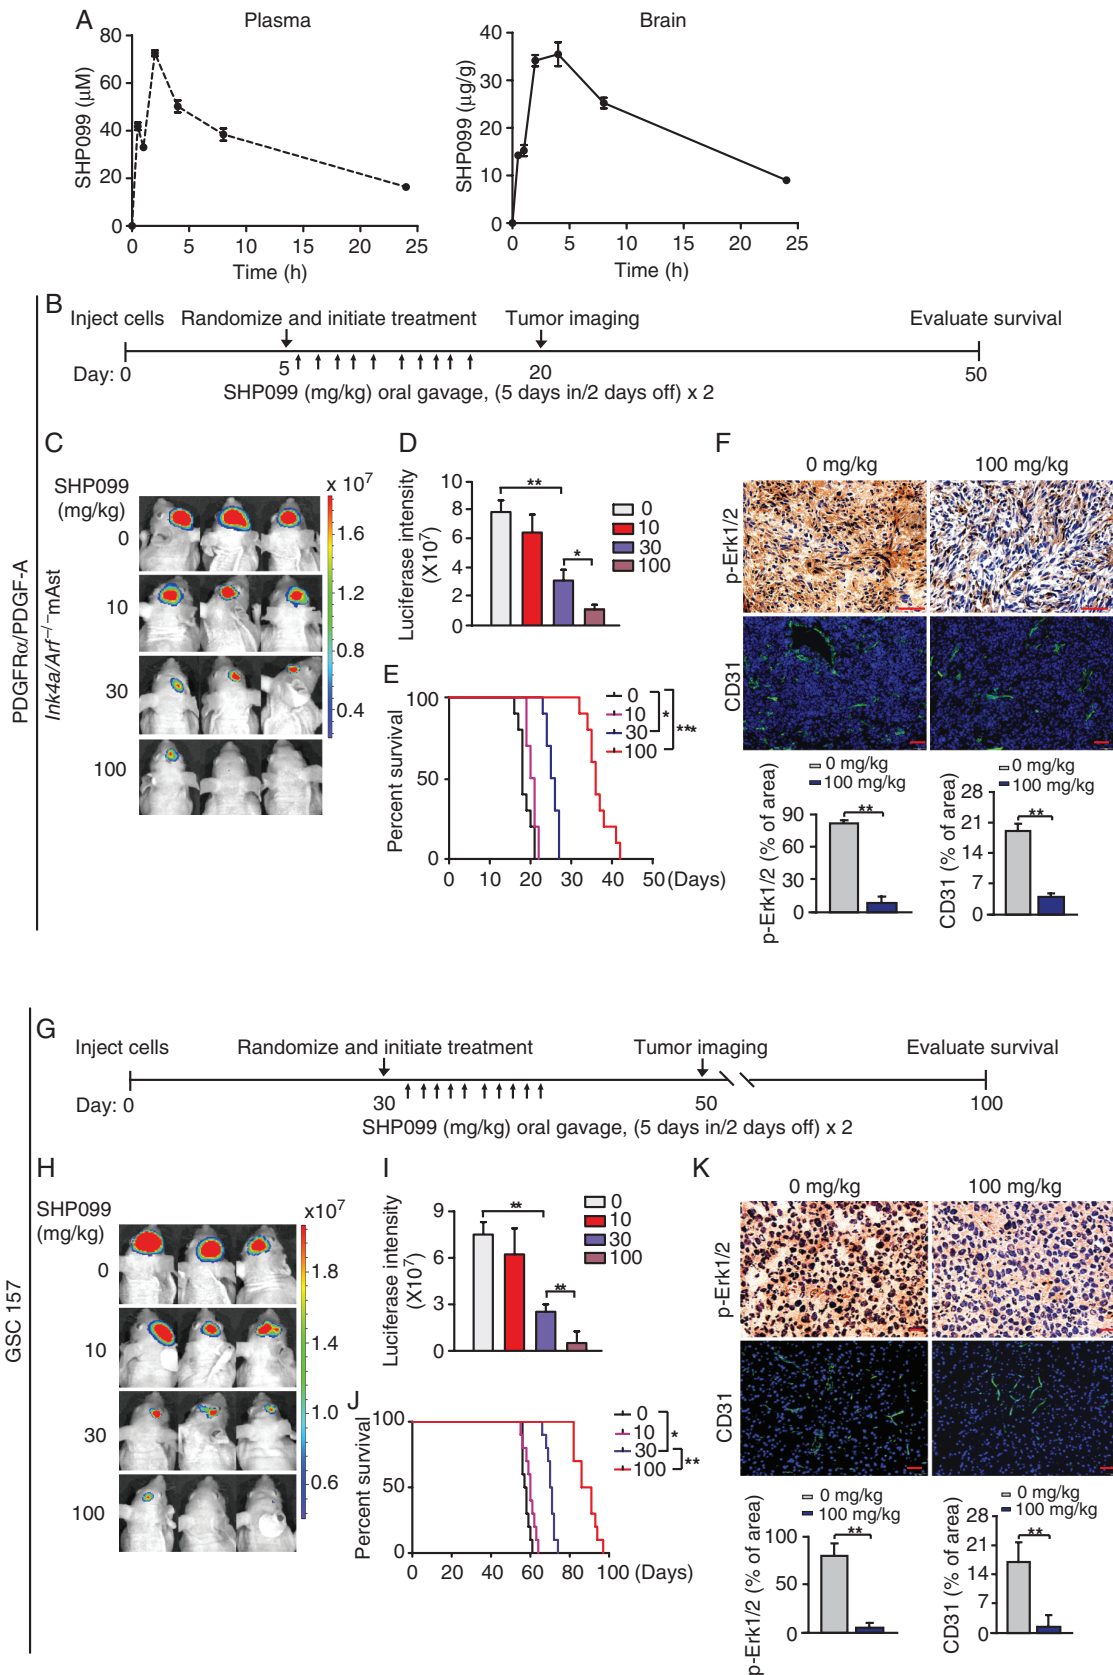 A
Plasma
Brain
SHP099 (μM)
80
60
40
20
0
0 5 10 15 20 25
Time (h)
SHP099 (μg/g)
40
30
20
10
0
0 5 10 15 20 25
Time (h)
PDGFRα/PDGF-A
Ink4a/Arf-/-mAst
B
Inject cells
Randomize and initiate treatment
Tumor imaging
Evaluate survival
Day: 0
5
20
50
SHP099 (mg/kg) oral gavage, (5 days in/2 days off) x 2
C
SHP099
(mg/kg)
x 10⁷
0
10
30
100
1.6
1.2
0.8
0.4
D
Luciferase intensity
(X10⁷)
10
8
6
4
2
0
**
*
0
10
30
100
E
Percent survival
100
50
0
0 10 20 30 40 50 (Days)
0
10
30
100
*
***
F
0 mg/kg
100 mg/kg
p-Erk1/2
CD31
0 mg/kg
100 mg/kg
p-Erk1/2 (% of area)
90
60
30
0
**
0 mg/kg
100 mg/kg
CD31 (% of area)
28
21
14
7
0
**
GSC 157
G
Inject cells
Randomize and initiate treatment
Tumor imaging
Evaluate survival
Day: 0
30
50
100
SHP099 (mg/kg) oral gavage, (5 days in/2 days off) x 2
H
SHP099
(mg/kg)
x10⁷
0
10
30
100
1.8
1.4
1.0
0.6
I
Luciferase intensity
(X10⁷)
9
6
3
0
**
**
0
10
30
100
J
Percent survival
100
50
0
0 20 40 60 80 100 (Days)
0
10
30
100
*
**
K
0 mg/kg
100 mg/kg
p-Erk1/2
CD31
0 mg/kg
100 mg/kg
p-Erk1/2 (% of area)
100
50
0
**
0 mg/kg
100 mg/kg
CD31 (% of area)
28
21
14
7
0
**